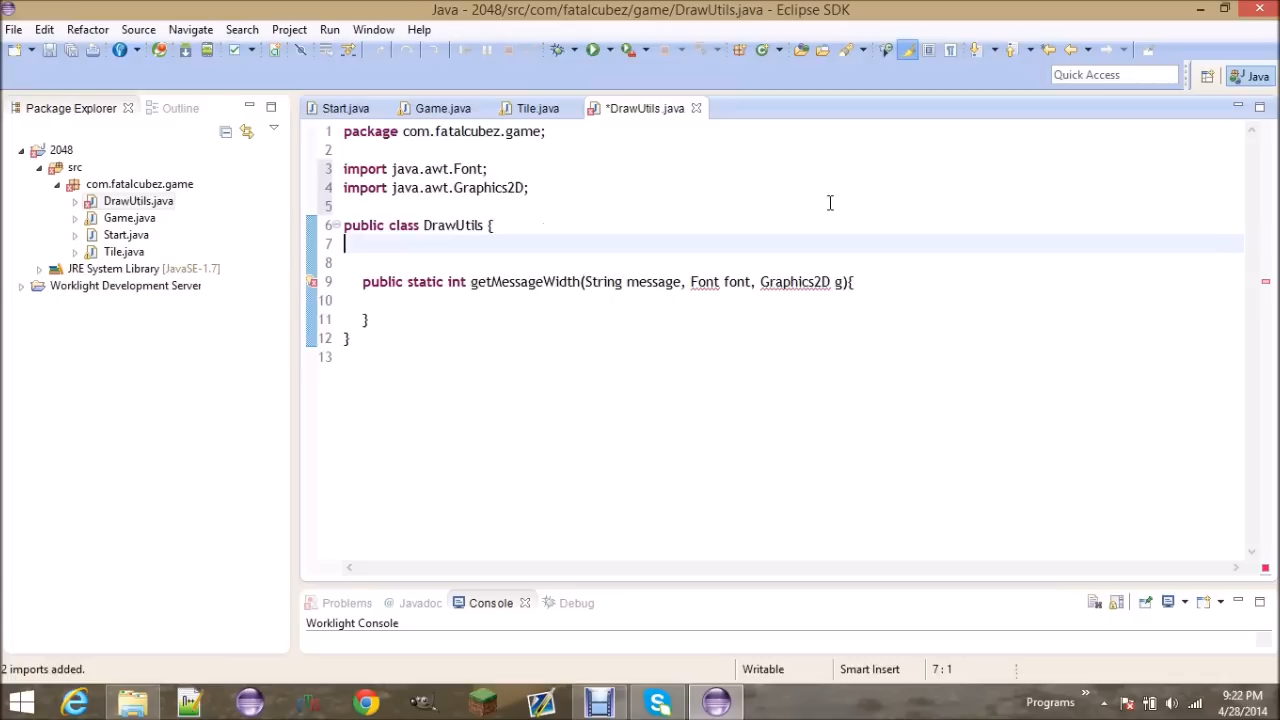 Java - 2048/src/com/fatalcubez/game/DrawUtils.java - Eclipse SDK
File Edit Refactor Source Navigate Search Project Run Window Help
Quick Access
Java
Package Explorer Outline
Start.java Game.java Tile.java *DrawUtils.java
2048
src
com.fatalcubez.game
DrawUtils.java
Game.java
Start.java
Tile.java
JRE System Library [JavaSE-1.7]
Worklight Development Server
1 package com.fatalcubez.game;
2
3 import java.awt.Font;
4 import java.awt.Graphics2D;
5
6 public class DrawUtils {
7
8
9 public static int getMessageWidth(String message, Font font, Graphics2D g){
10
11 }
12 }
13
Problems @ Javadoc Console Debug
Worklight Console
2 imports added. Writable Smart Insert 7 : 1
Programs
9:22 PM
4/28/2014